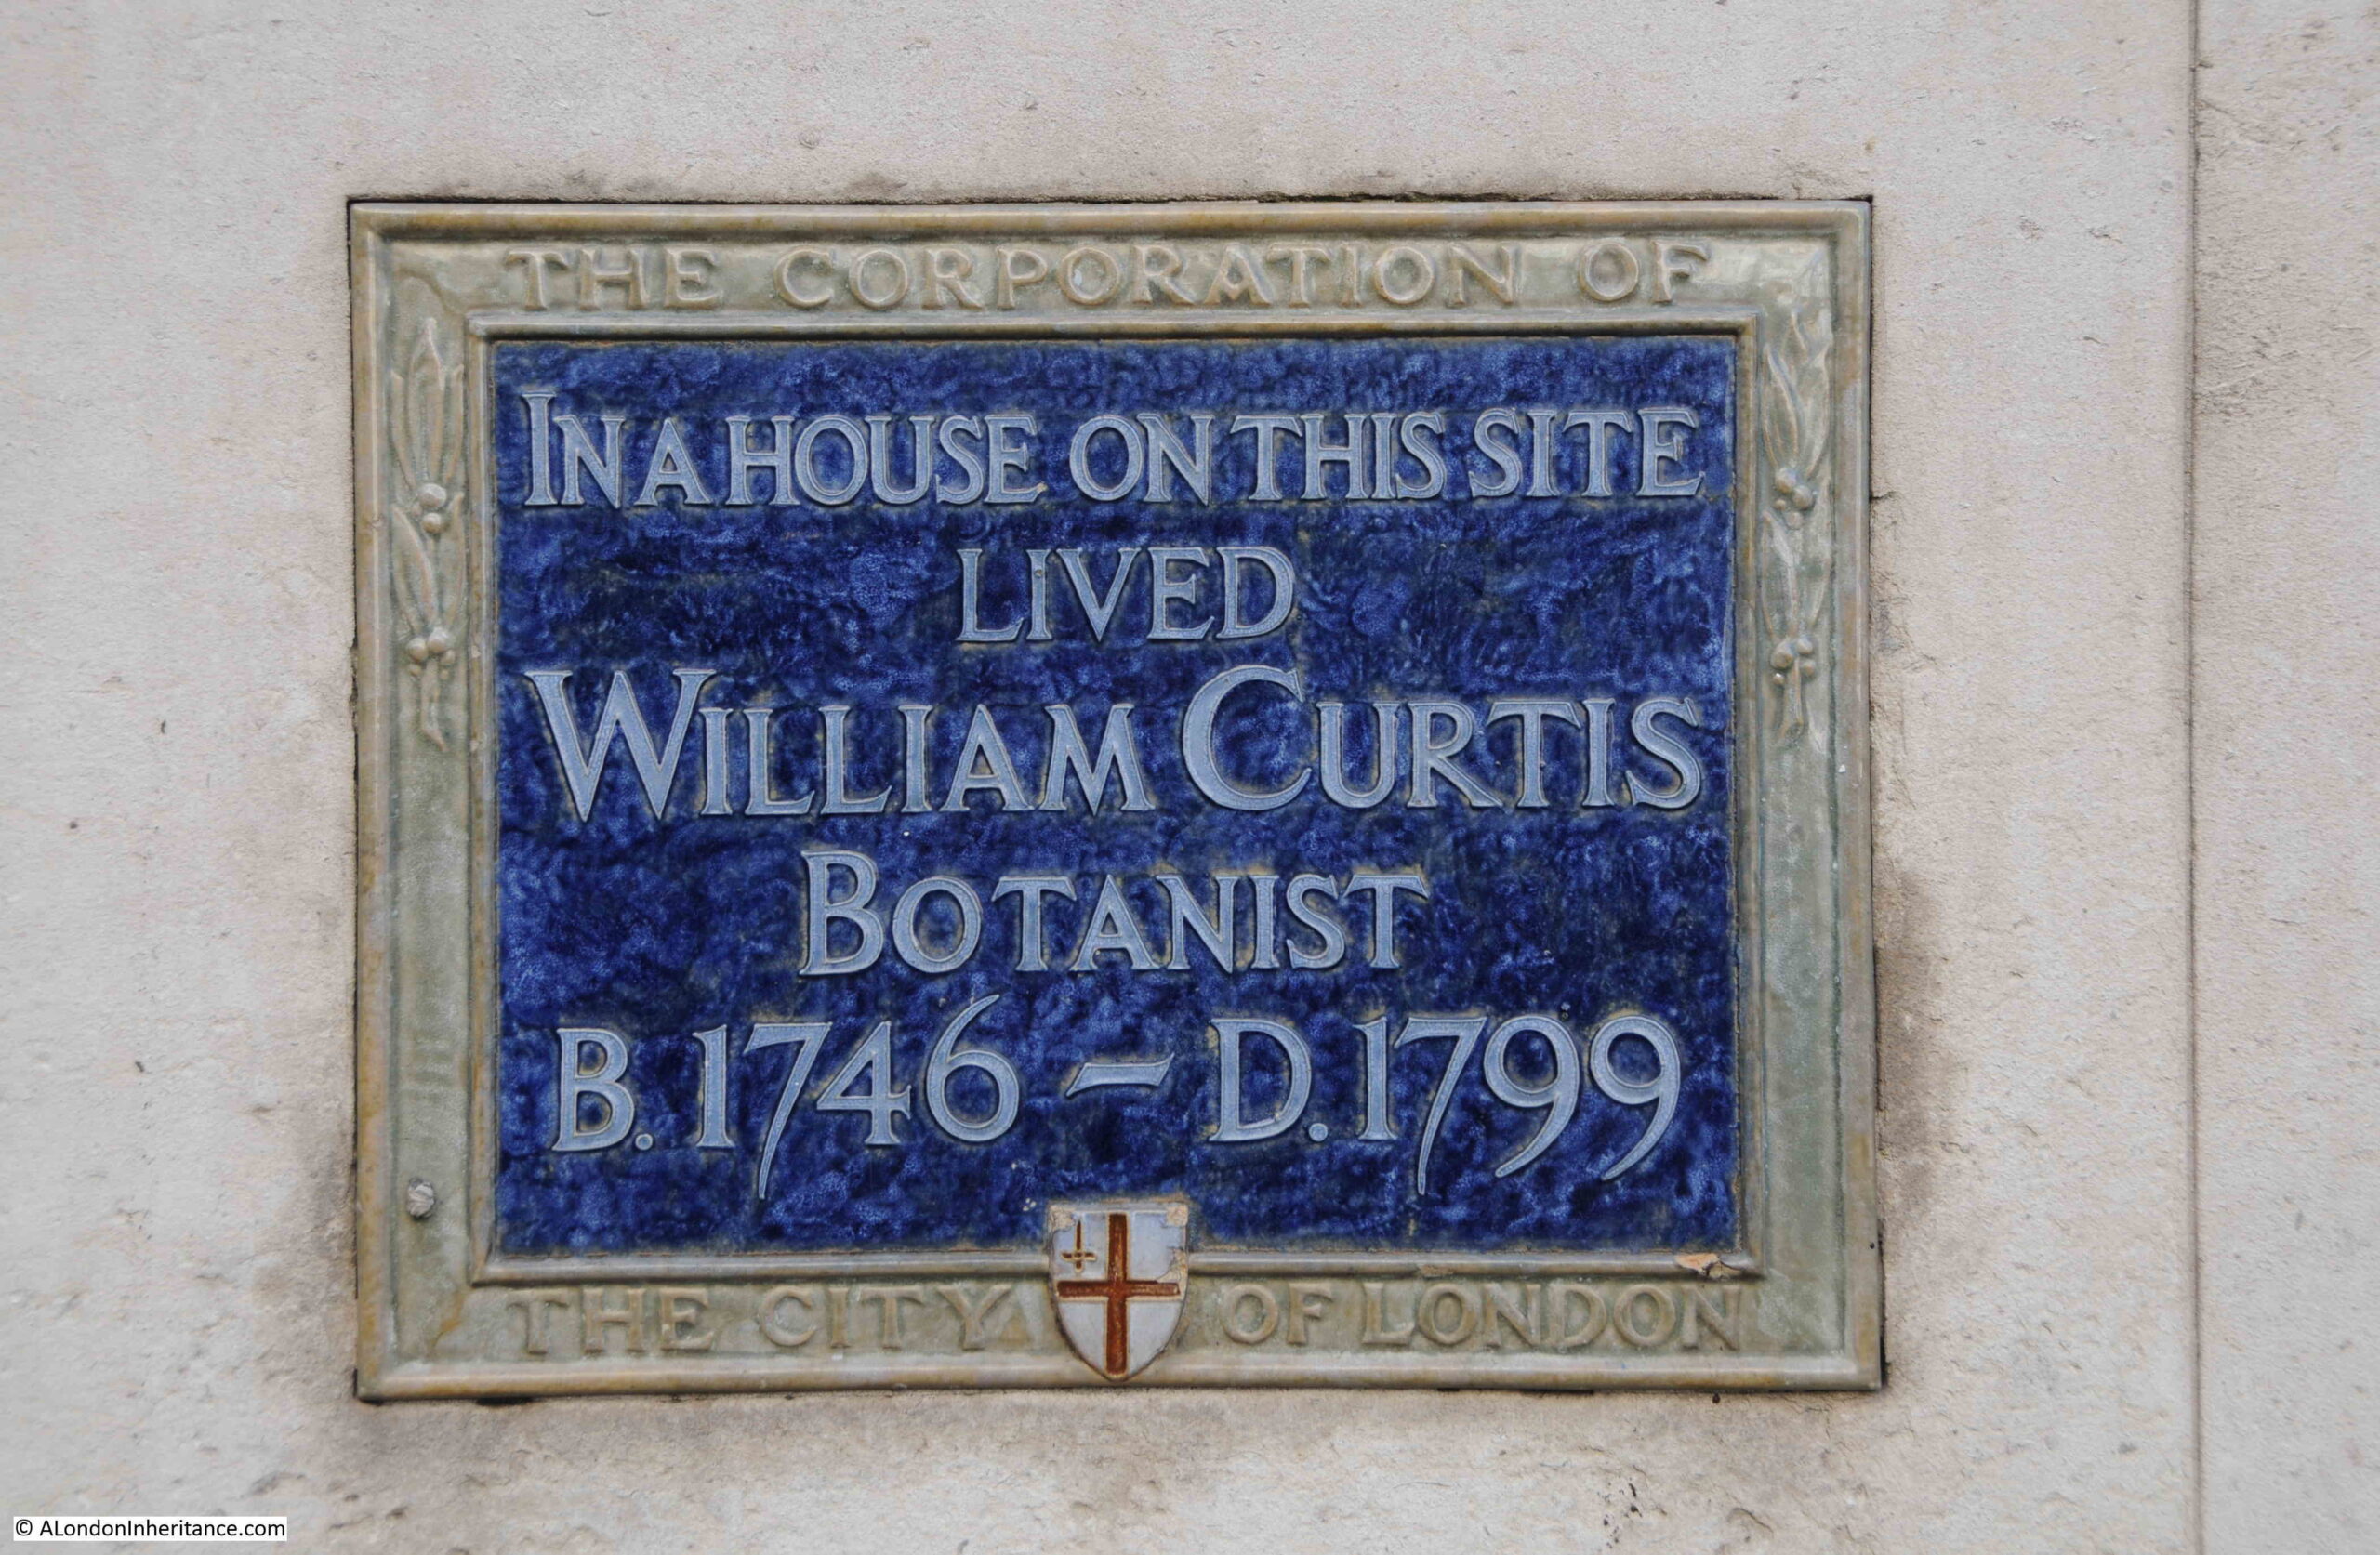 THE CORPORATION OF
IN A HOUSE ON THIS SITE
LIVED
WILLIAM CURTIS
BOTANIST
B. 1746 – D. 1799
THE CITY OF LONDON
© ALondonInheritance.com